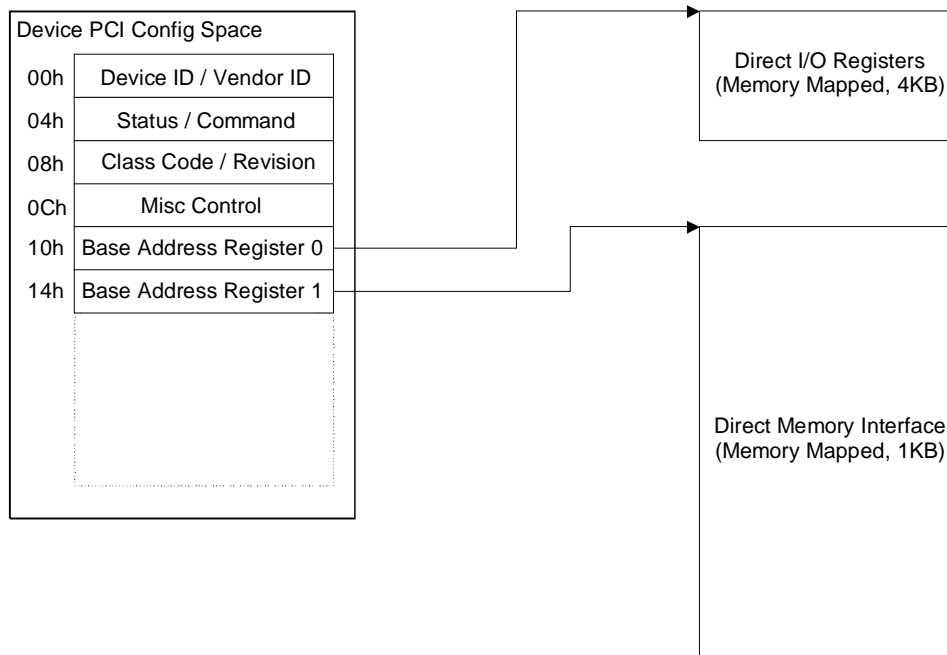 Device PCI Config Space
00h Device ID / Vendor ID
04h Status / Command
08h Class Code / Revision
0Ch Misc Control
10h Base Address Register 0
14h Base Address Register 1
Direct I/O Registers
(Memory Mapped, 4KB)
Direct Memory Interface
(Memory Mapped, 1KB)